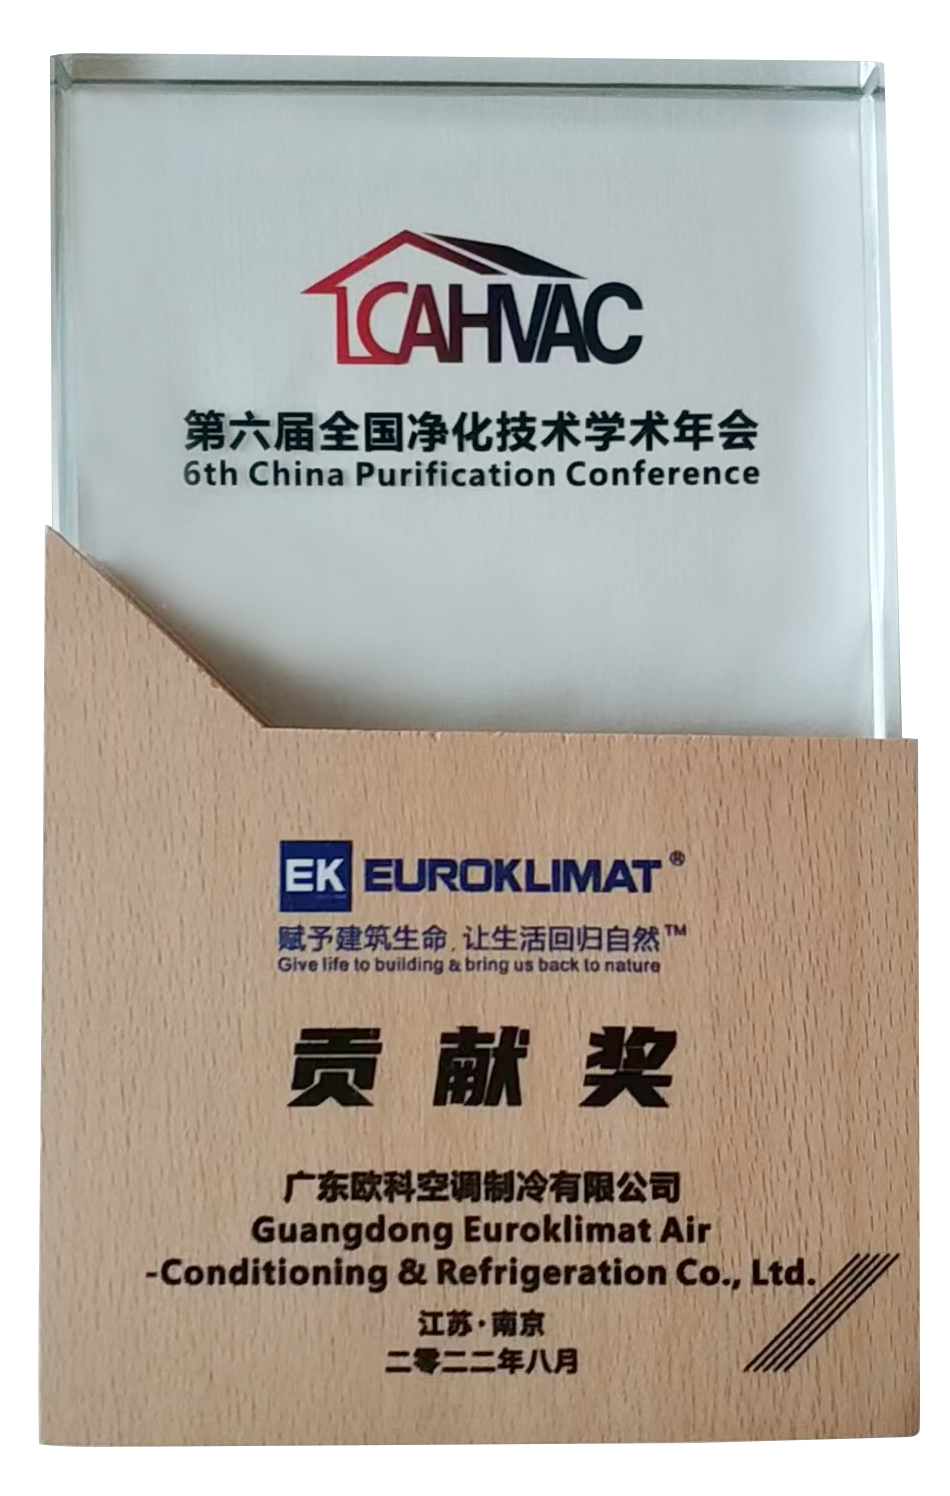 CAHVAC
第六届全国净化技术学术年会
6th China Purification Conference
EK EUROKLIMAT®
赋予建筑生命,让生活回归自然™
Give life to building & bring us back to nature
贡献奖
广东欧科空调制冷有限公司
Guangdong Euroklimat Air
-Conditioning & Refrigeration Co., Ltd.
江苏·南京
二零二二年八月